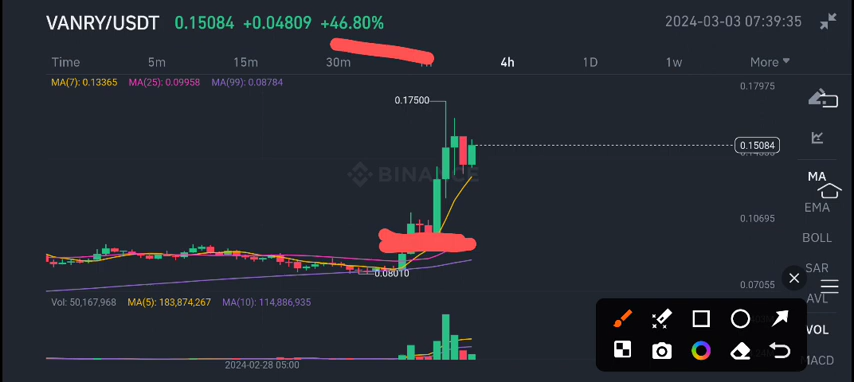 VANRY/USDT 0.15084 +0.04809 +46.80% 2024-03-03 07:39:35
Time 5m 15m 30m 4h 1D 1w More
MA(7): 0.13365 MA(25): 0.09958 MA(99): 0.08784
0.17975
0.17500
0.15084
BINANCE
MA
EMA
0.10695
BOLL
SAR
0.08010
0.07055
AVL
Vol: 50,167,968 MA(5): 183,874,267 MA(10): 114,886,935
VOL
MACD
2024-02-28 05:00